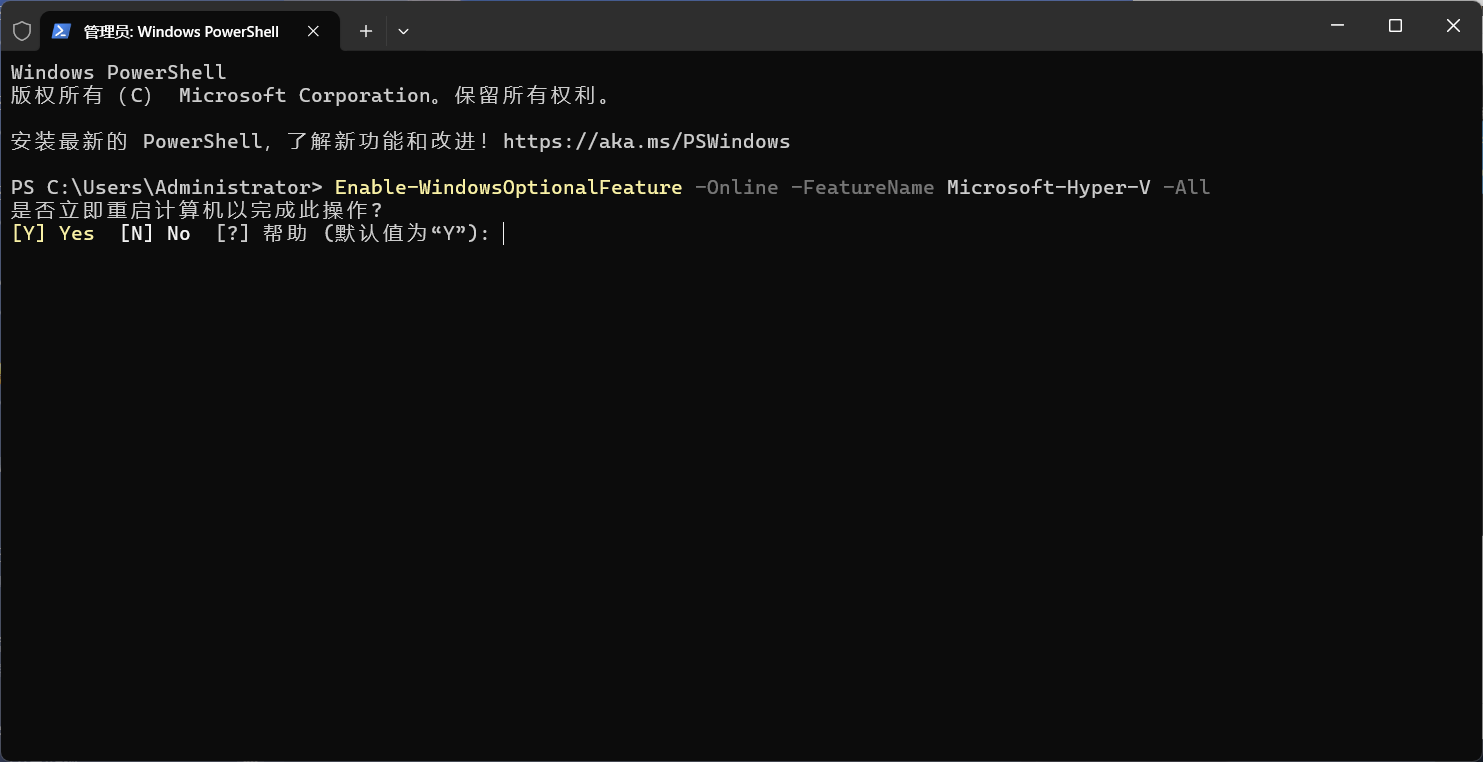 管理员: Windows PowerShell
Windows PowerShell
版权所有（C） Microsoft Corporation。保留所有权利。
安装最新的 PowerShell，了解新功能和改进！https://aka.ms/PSWindows
PS C:\Users\Administrator> Enable-WindowsOptionalFeature -Online -FeatureName Microsoft-Hyper-V -All
是否立即重启计算机以完成此操作?
[Y] Yes  [N] No  [?] 帮助 (默认值为“Y”):